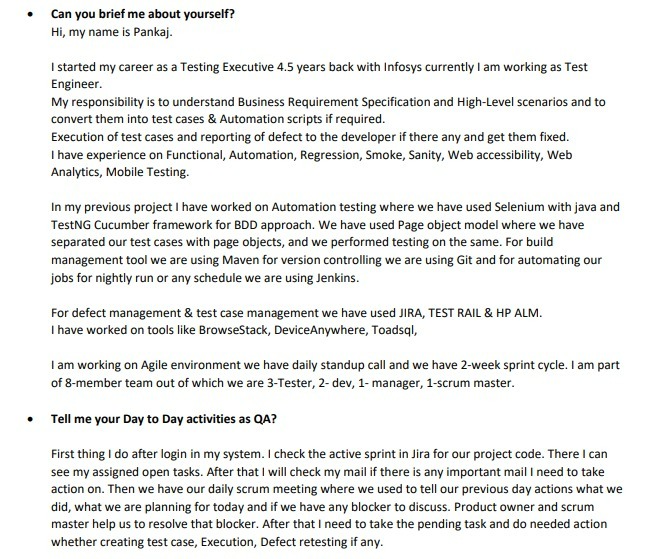 • Can you brief me about yourself?
Hi, my name is Pankaj.
I started my career as a Testing Executive 4.5 years back with Infosys currently I am working as Test
Engineer.
My responsibility is to understand Business Requirement Specification and High-Level scenarios and to
convert them into test cases & Automation scripts if required.
Execution of test cases and reporting of defect to the developer if there any and get them fixed.
I have experience on Functional, Automation, Regression, Smoke, Sanity, Web accessibility, Web
Analytics, Mobile Testing.
In my previous project I have worked on Automation testing where we have used Selenium with java and
TestNG Cucumber framework for BDD approach. We have used Page object model where we have
separated our test cases with page objects, and we performed testing on the same. For build
management tool we are using Maven for version controlling we are using Git and for automating our
jobs for nightly run or any schedule we are using Jenkins.
For defect management & test case management we have used JIRA, TEST RAIL & HP ALM.
I have worked on tools like BrowseStack, DeviceAnywhere, Toadsql,
I am working on Agile environment we have daily standup call and we have 2-week sprint cycle. I am part
of 8-member team out of which we are 3-Tester, 2- dev, 1- manager, 1-scrum master.
• Tell me your Day to Day activities as QA?
First thing I do after login in my system. I check the active sprint in Jira for our project code. There I can
see my assigned open tasks. After that I will check my mail if there is any important mail I need to take
action on. Then we have our daily scrum meeting where we used to tell our previous day actions what we
did, what we are planning for today and if we have any blocker to discuss. Product owner and scrum
master help us to resolve that blocker. After that I need to take the pending task and do needed action
whether creating test case, Execution, Defect retesting if any.